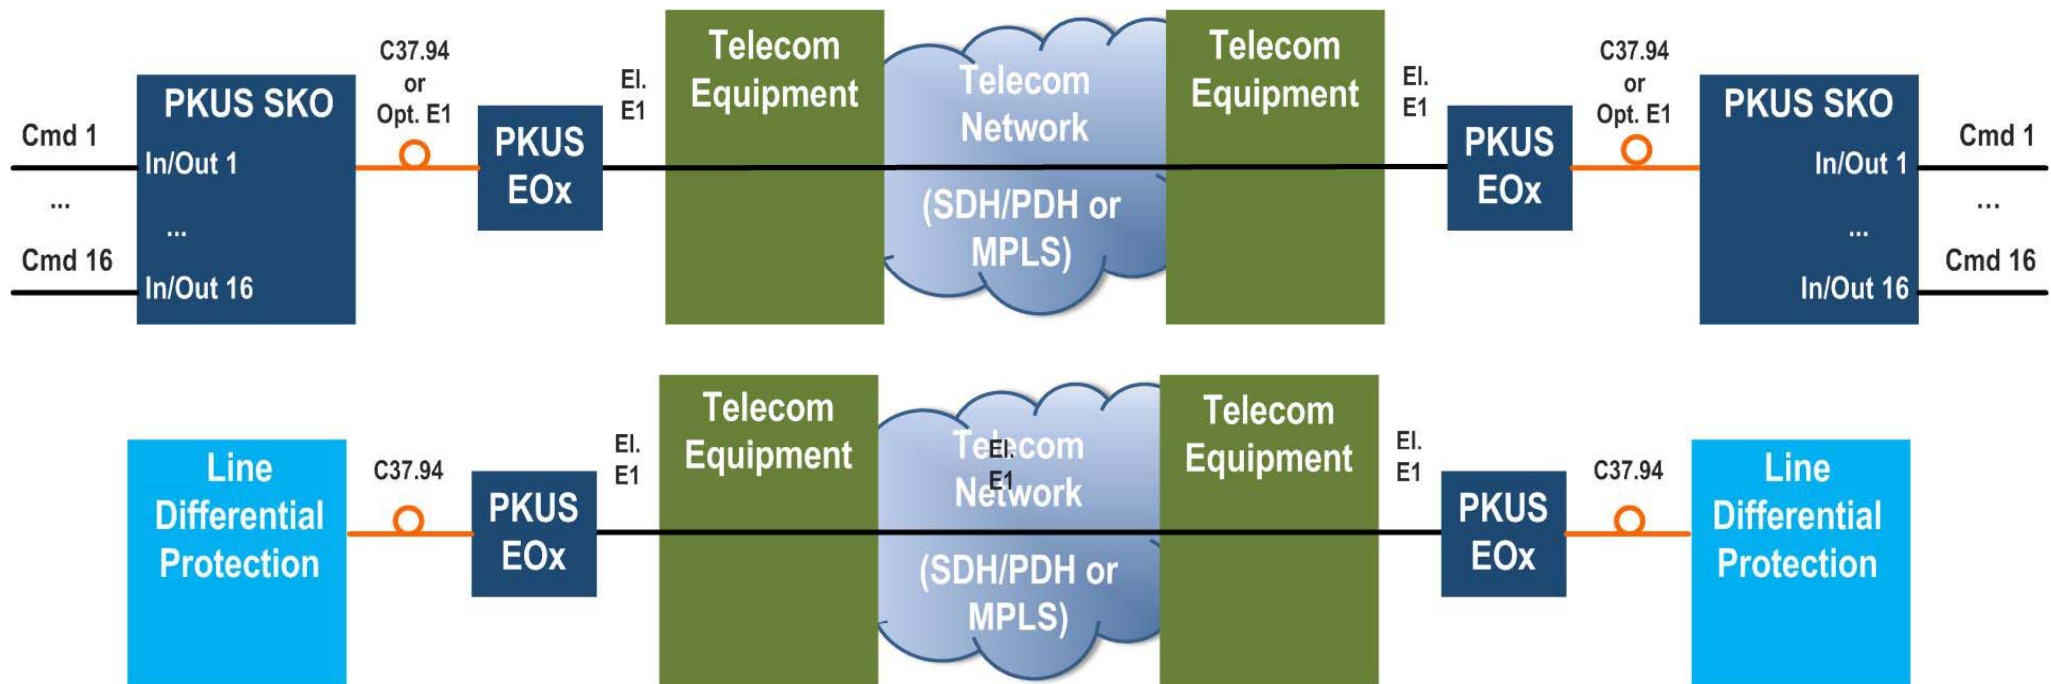 C37.94
or
Opt. E1
El.
E1
Telecom
Equipment
Telecom
Network
(SDH/PDH or
MPLS)
Telecom
Equipment
El.
E1
C37.94
or
Opt. E1
Cmd 1
...
Cmd 16
PKUS SKO
In/Out 1
...
In/Out 16
PKUS
EOx
PKUS
EOx
PKUS SKO
In/Out 1
...
In/Out 16
Cmd 1
...
Cmd 16
Line
Differential
Protection
C37.94
PKUS
EOx
El.
E1
Telecom
Equipment
Telecom
Network
El.
E1
(SDH/PDH or
MPLS)
Telecom
Equipment
El.
E1
PKUS
EOx
C37.94
Line
Differential
Protection